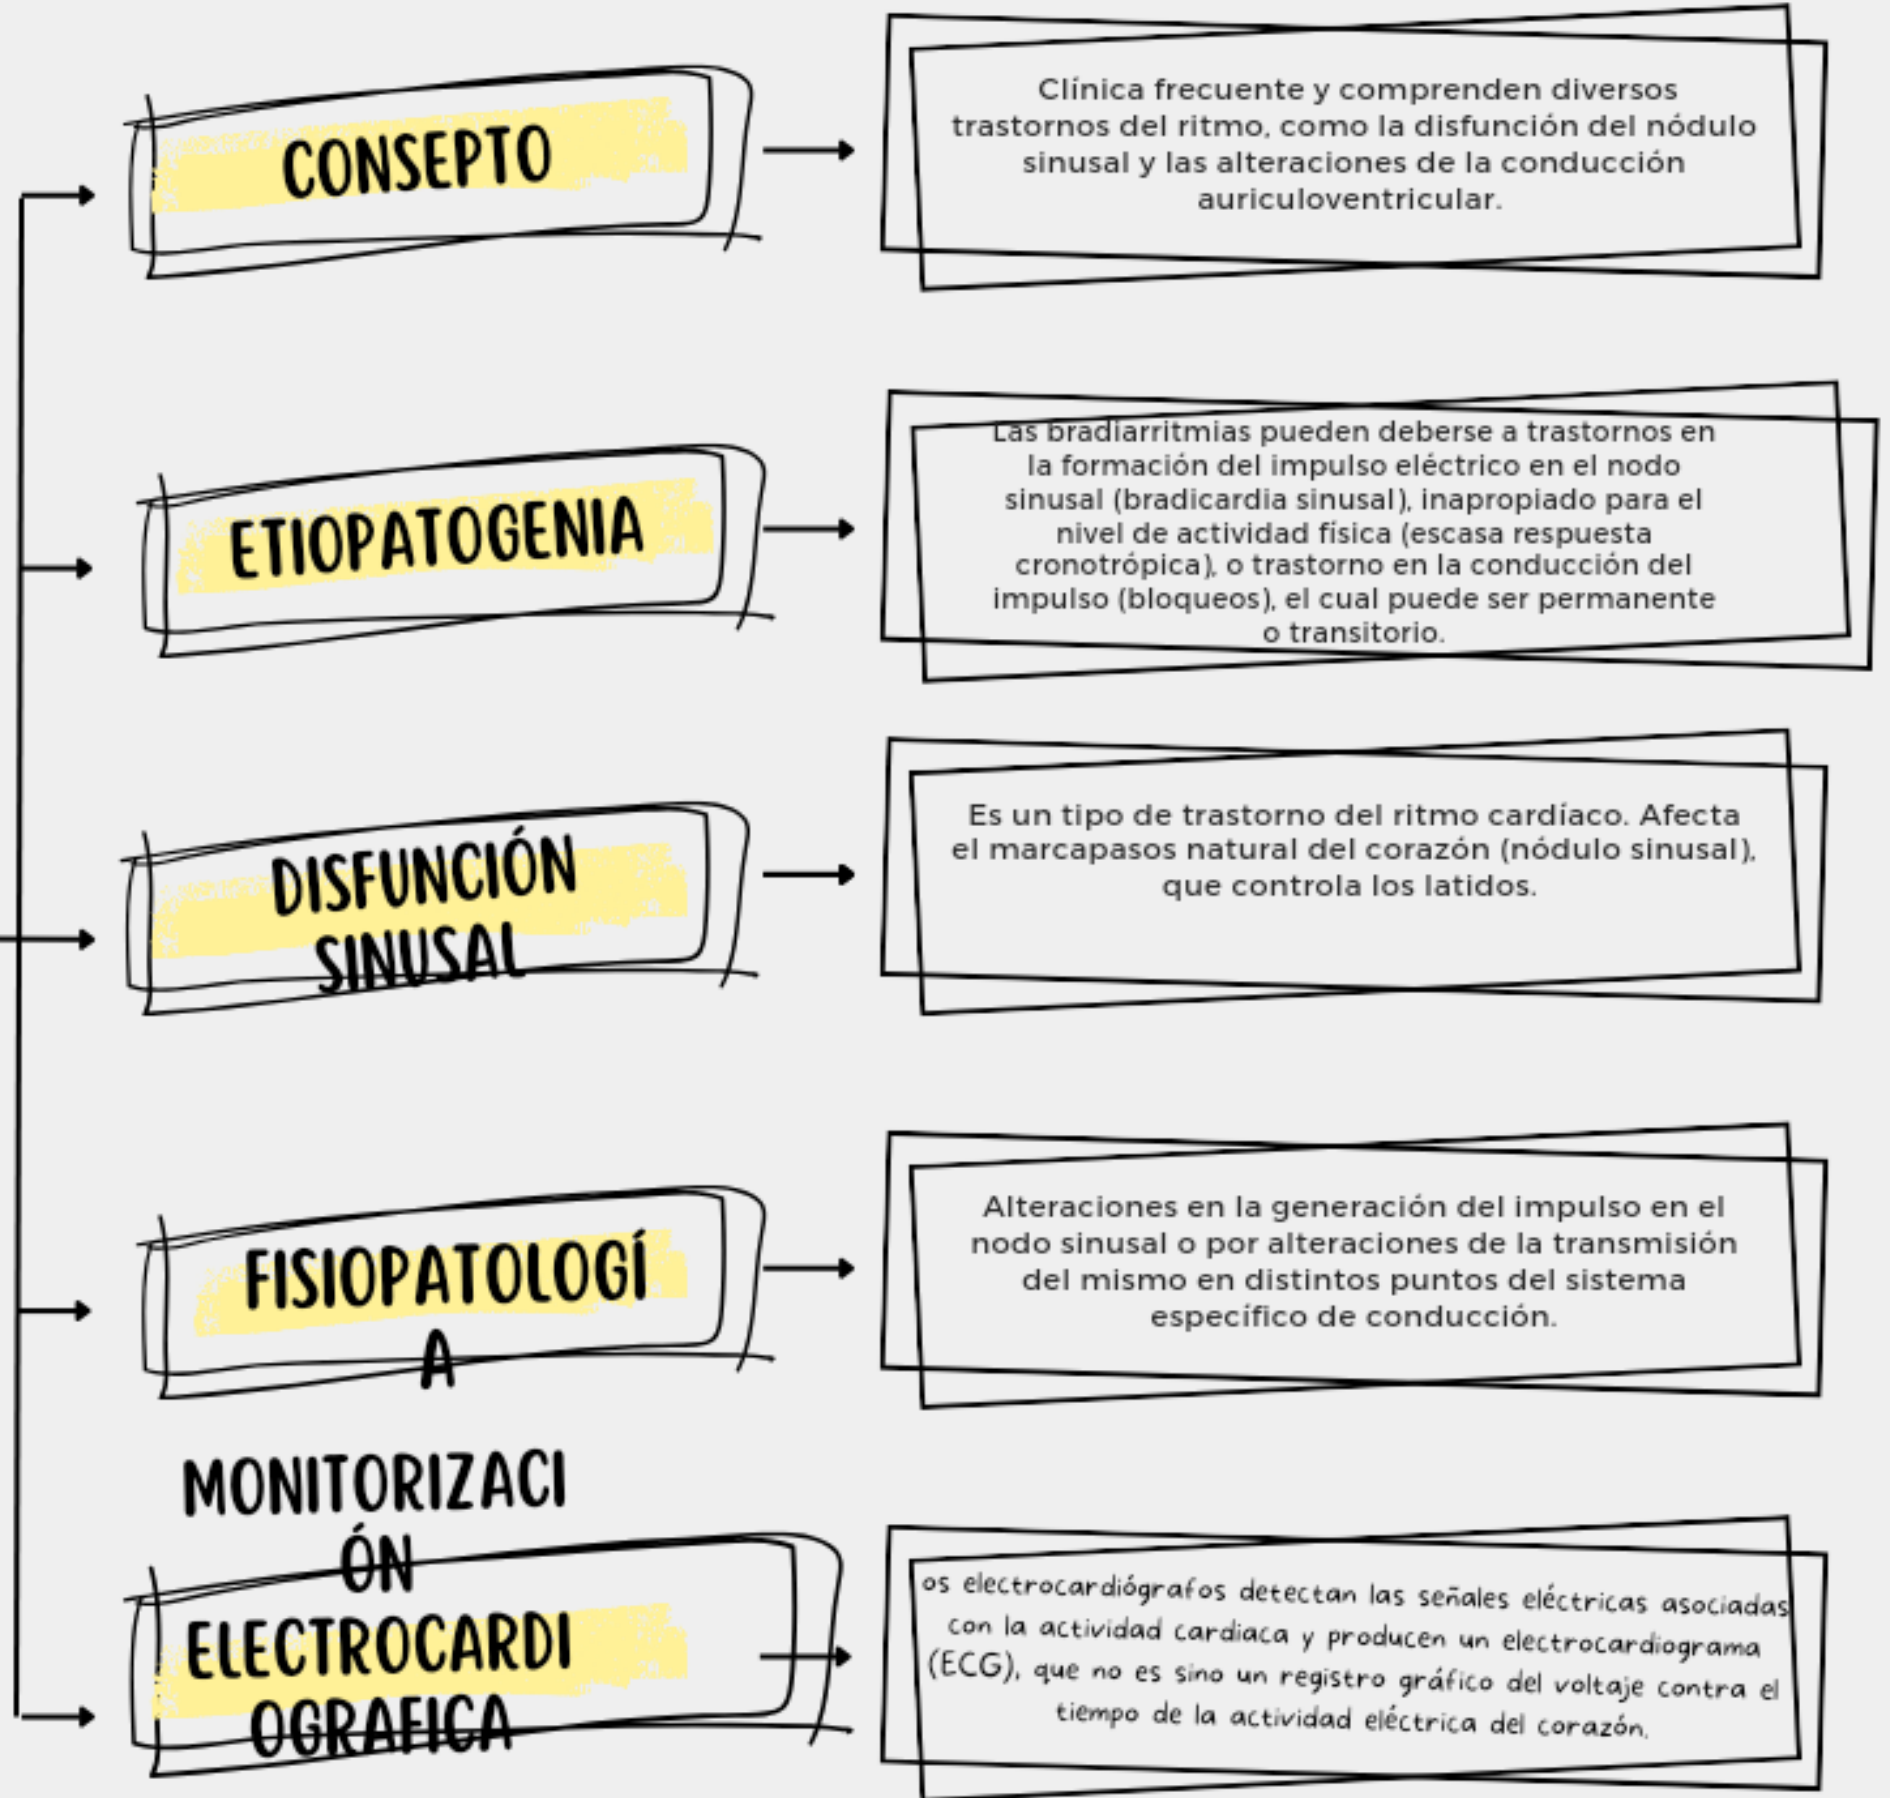 CONSEPTO
Clínica frecuente y comprenden diversos
trastornos del ritmo, como la disfunción del nódulo
sinusal y las alteraciones de la conducción
auriculoventricular.
ETIOPATOGENIA
Las bradiarritmias pueden deberse a trastornos en
la formación del impulso eléctrico en el nodo
sinusal (bradicardia sinusal), inapropiado para el
nivel de actividad física (escasa respuesta
cronotrópica), o trastorno en la conducción del
impulso (bloqueos), el cual puede ser permanente
o transitorio.
DISFUNCIÓN
SINUSAL
Es un tipo de trastorno del ritmo cardíaco. Afecta
el marcapasos natural del corazón (nódulo sinusal),
que controla los latidos.
FISIOPATOLOGÍ
A
Alteraciones en la generación del impulso en el
nodo sinusal o por alteraciones de la transmisión
del mismo en distintos puntos del sistema
específico de conducción.
MONITORIZACI
ÓN
ELECTROCARDI
OGRAFICA
os electrocardiógrafos detectan las señales eléctricas asociadas
con la actividad cardiaca y producen un electrocardiograma
(ECG), que no es sino un registro gráfico del voltaje contra el
tiempo de la actividad eléctrica del corazón.